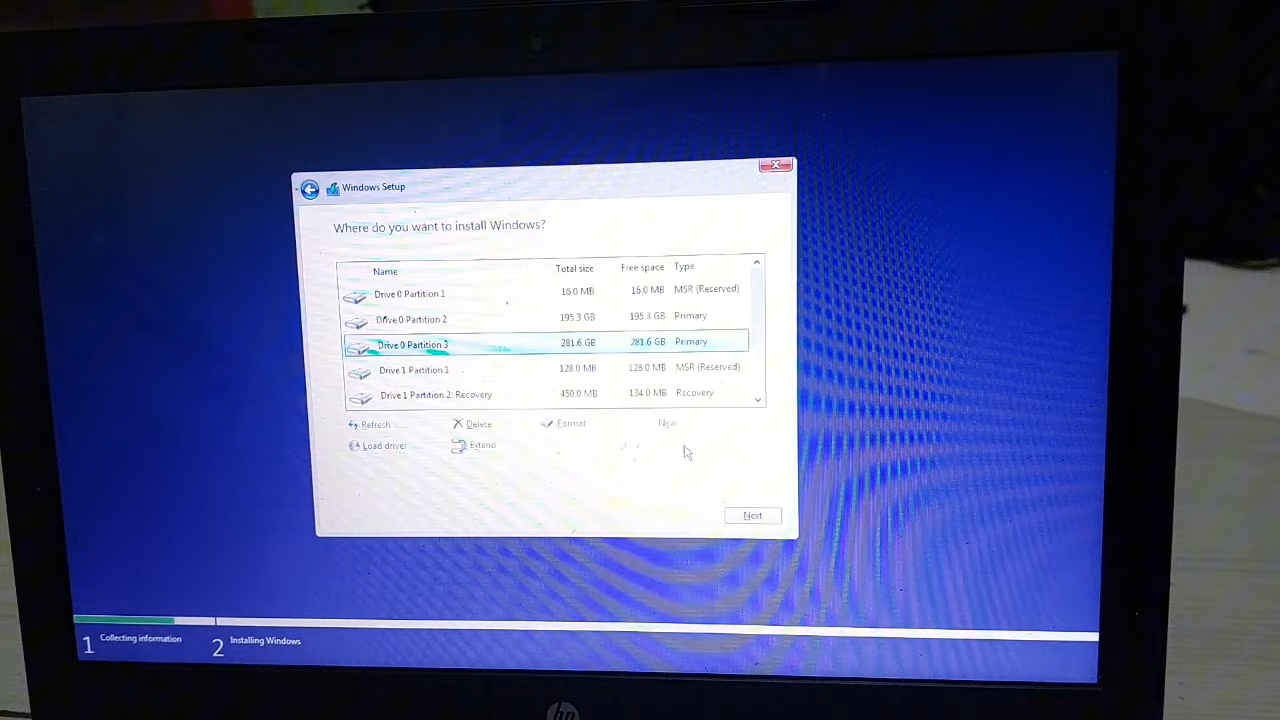 Windows Setup
Where do you want to install Windows?
Name Total size Free space Type
Drive 0 Partition 1 16.0 MB 16.0 MB MSR (Reserved)
Drive 0 Partition 2 195.3 GB 195.3 GB Primary
Drive 0 Partition 3 281.6 GB 281.6 GB Primary
Drive 1 Partition 1 128.0 MB 128.0 MB MSR (Reserved)
Drive 1 Partition 2: Recovery 450.0 MB 134.0 MB Recovery
Refresh Delete Format New
Load driver Extend
Next
1 Collecting information 2 Installing Windows
hp